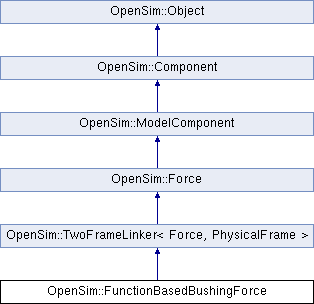 OpenSim::Object
OpenSim::Component
OpenSim::ModelComponent
OpenSim::Force
OpenSim::TwoFrameLinker< Force, PhysicalFrame >
OpenSim::FunctionBasedBushingForce